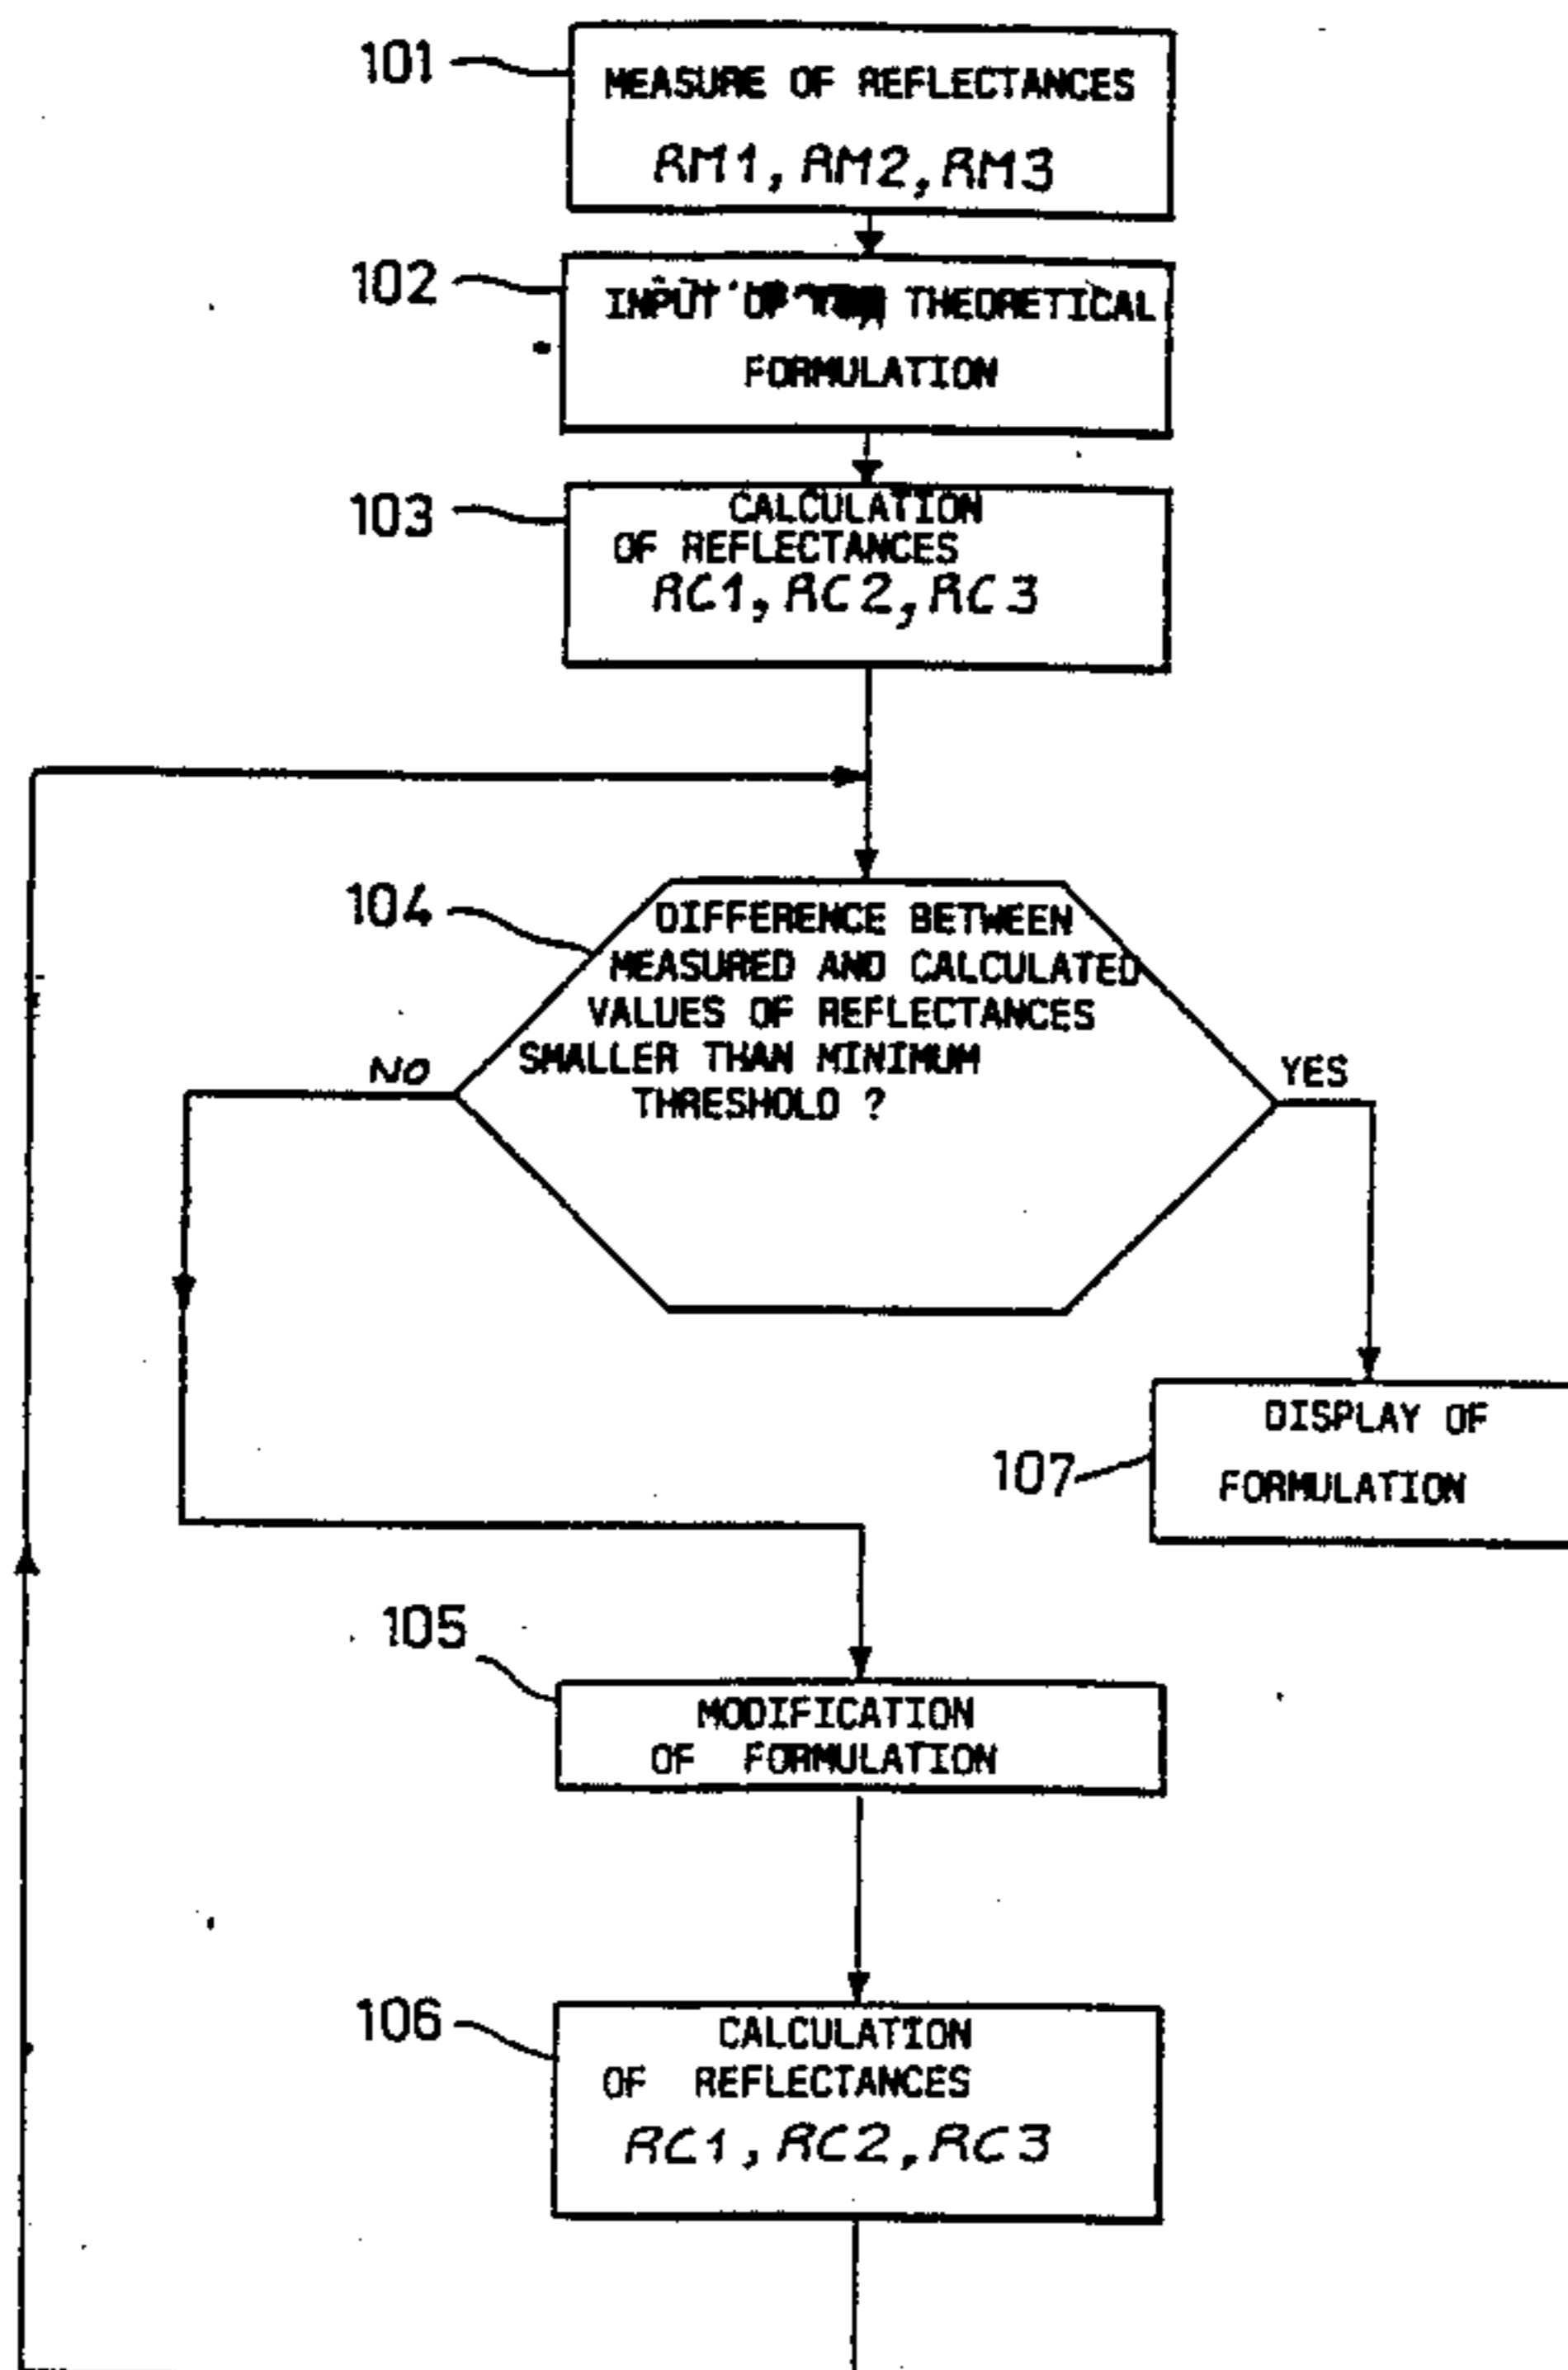 101
MEASURE OF REFLECTANCES
RM1, RM2, RM3
102
INPUT OF THEORETICAL
FORMULATION
103
CALCULATION
OF REFLECTANCES
RC1, RC2, RC3
104
DIFFERENCE BETWEEN
MEASURED AND CALCULATED
VALUES OF REFLECTANCES
SMALLER THAN MINIMUM
THRESHOLD ?
NO
YES
DISPLAY OF
107
FORMULATION
105
MODIFICATION
OF FORMULATION
106
CALCULATION
OF REFLECTANCES
RC1, RC2, RC3